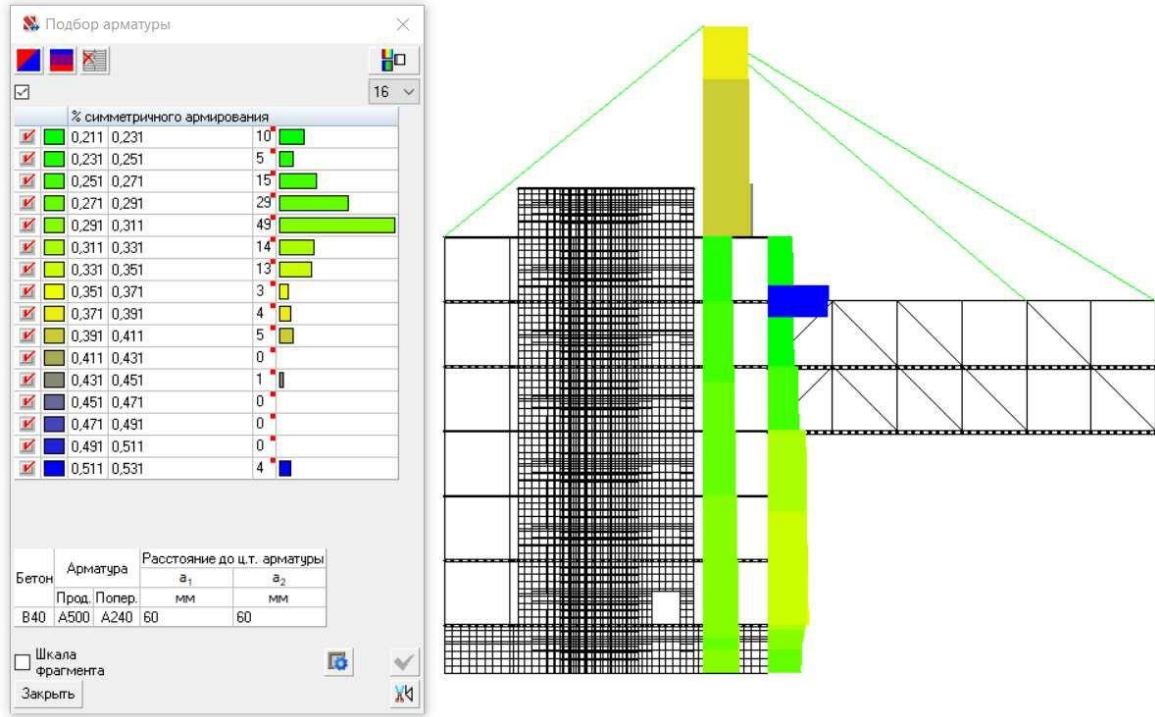 Подбор арматуры
16
% симметричного армирования
0,211 0,231 10
0,231 0,251 5
0,251 0,271 15
0,271 0,291 29
0,291 0,311 49
0,311 0,331 14
0,331 0,351 13
0,351 0,371 3
0,371 0,391 4
0,391 0,411 5
0,411 0,431 0
0,431 0,451 1
0,451 0,471 0
0,471 0,491 0
0,491 0,511 0
0,511 0,531 4
Бетон Арматура Расстояние до ц.т. арматуры
a1 a2
Прод. Попер. мм мм
B40 A500 A240 60 60
Шкала
фрагмента
Закрыть